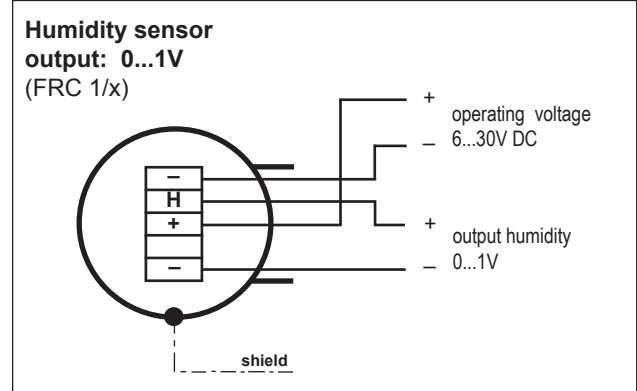 Humidity sensor
output: 0...1V
(FRC 1/x)
+
operating voltage
– 6...30V DC
–
H
+
–
+
output humidity
– 0...1V
shield